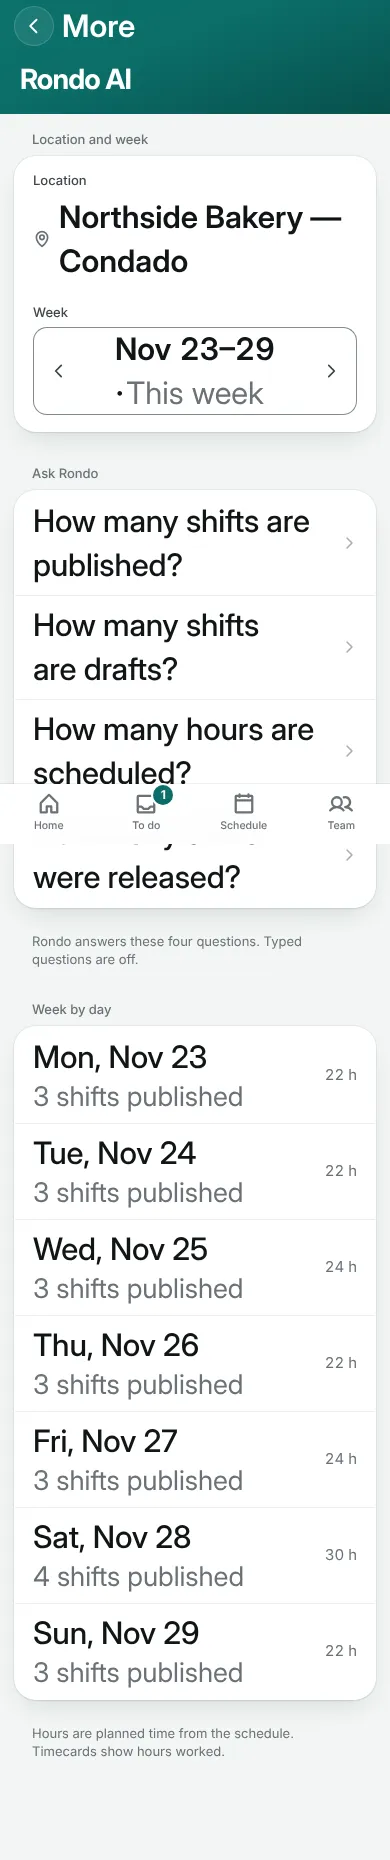 More
Rondo AI
Location and week
Location
Northside Bakery —
Condado
Week
Nov 23–29
·This week
Ask Rondo
How many shifts are
published?
How many shifts
are drafts?
How many hours are
scheduled?
1
Home
To do
Schedule
Team
were released?
Rondo answers these four questions. Typed
questions are off.
Week by day
Mon, Nov 23
3 shifts published
22 h
Tue, Nov 24
3 shifts published
22 h
Wed, Nov 25
3 shifts published
24 h
Thu, Nov 26
3 shifts published
22 h
Fri, Nov 27
3 shifts published
24 h
Sat, Nov 28
4 shifts published
30 h
Sun, Nov 29
3 shifts published
22 h
Hours are planned time from the schedule.
Timecards show hours worked.